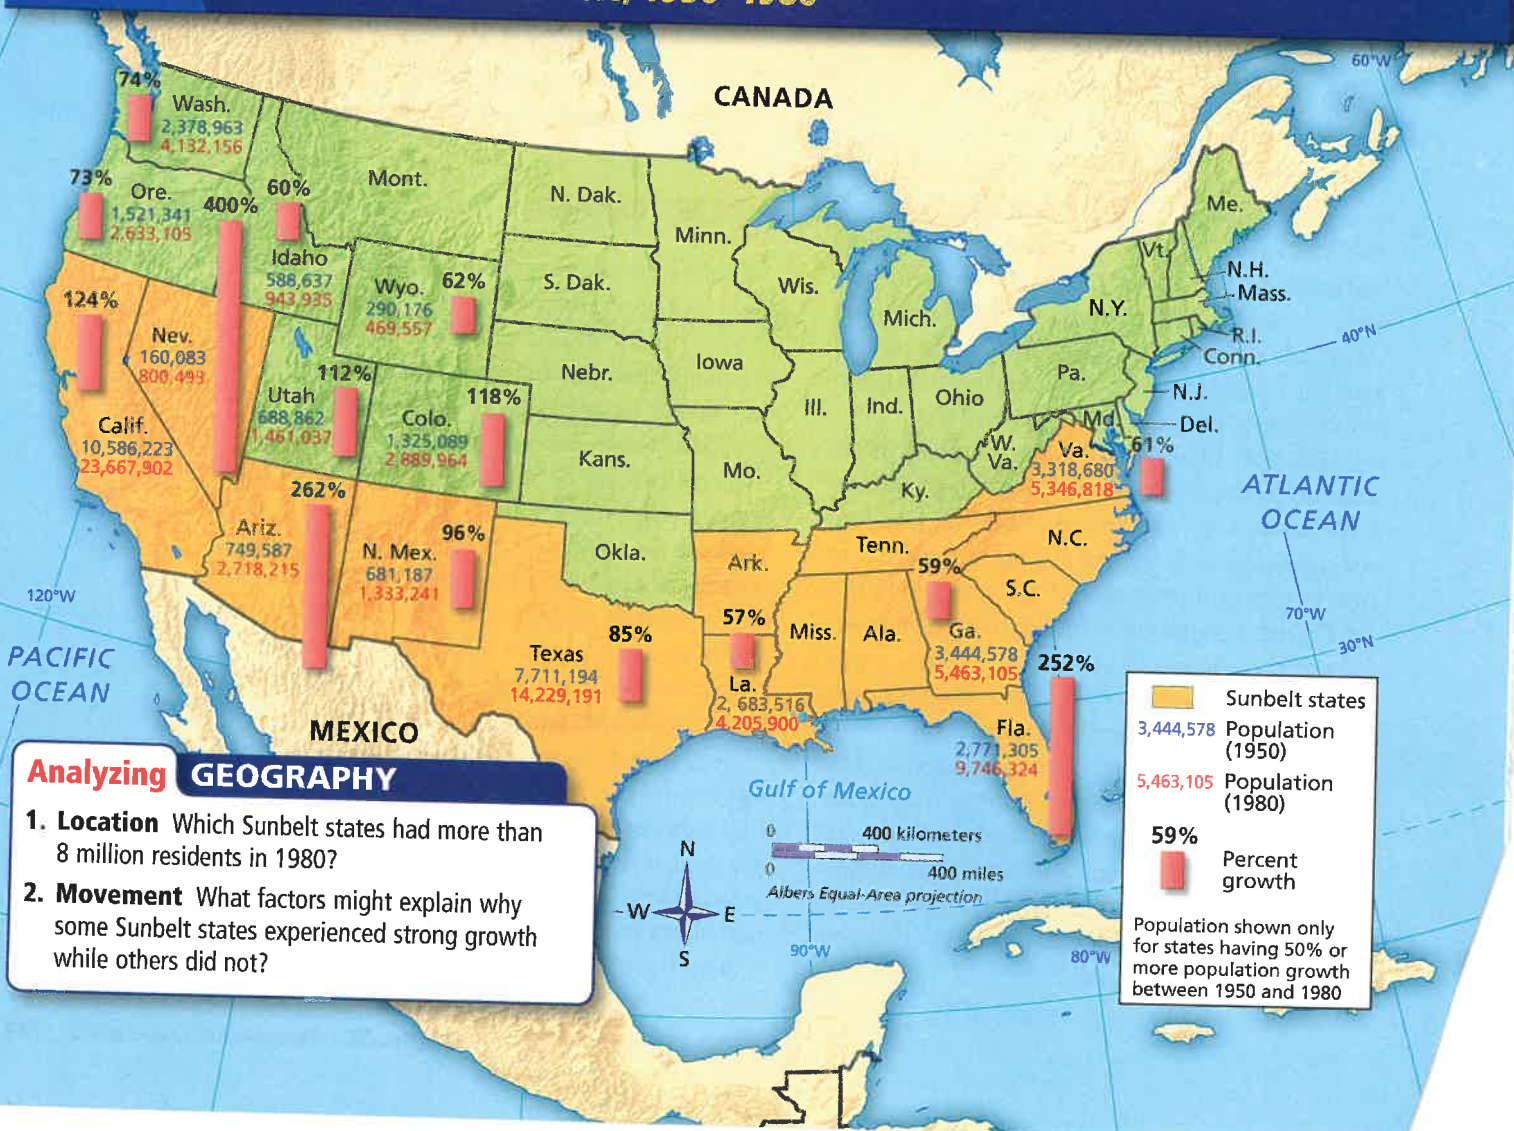 1950–1980
CANADA
60°W
74%
Wash.
2,378,963
4,132,156
73%
Ore.
1,521,341
2,633,105
400%
60%
Idaho
588,637
943,935
Mont.
N. Dak.
Minn.
S. Dak.
Wis.
Mich.
Wyo.
290,176
469,557
62%
124%
Nev.
160,083
800,493
Calif.
10,586,223
23,667,902
Utah
688,862
1,461,037
112%
Colo.
1,325,089
2,889,964
118%
Nebr.
Iowa
Kans.
Mo.
Ill.
Ind.
Ohio
Pa.
N.Y.
Vt.
Me.
N.H.
Mass.
R.I.
Conn.
40°N
N.J.
Del.
Md.
W.
Va.
Ky.
Va.
3,318,680
5,346,818
61%
ATLANTIC
OCEAN
262%
Ariz.
749,587
2,718,215
96%
N. Mex.
681,187
1,333,241
Okla.
Ark.
Tenn.
N.C.
S.C.
59%
Ga.
3,444,578
5,463,105
Miss.
Ala.
57%
La.
2,683,516
4,205,900
85%
Texas
7,711,194
14,229,191
252%
Fla.
2,771,305
9,746,324
120°W
PACIFIC
OCEAN
MEXICO
70°W
30°N
Gulf of Mexico
0 400 kilometers
0 400 miles
Albers Equal-Area projection
N
W E
S
90°W
80°W
Sunbelt states
3,444,578 Population
(1950)
5,463,105 Population
(1980)
59%
Percent
growth
Population shown only
for states having 50% or
more population growth
between 1950 and 1980
Analyzing GEOGRAPHY
1. Location Which Sunbelt states had more than
8 million residents in 1980?
2. Movement What factors might explain why
some Sunbelt states experienced strong growth
while others did not?